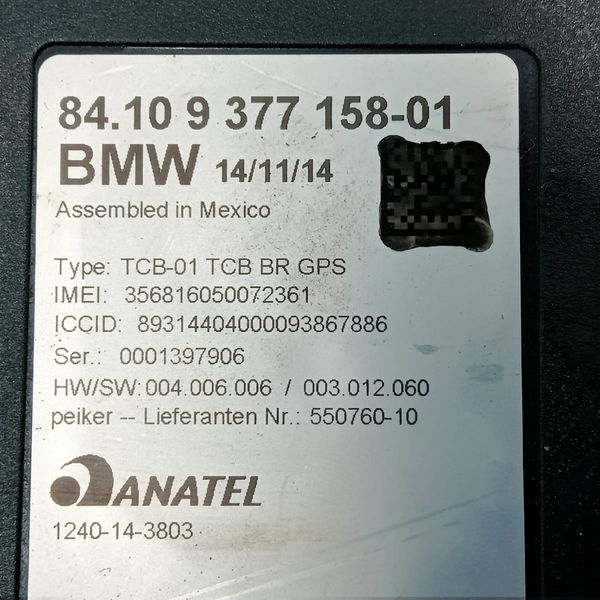 84.10 9 377 158-01
BMW 14/11/14
Assembled in Mexico
Type: TCB-01 TCB BR GPS
IMEI: 356816050072361
ICCID: 89314404000093867886
Ser.: 0001397906
HW/SW: 004.006.006 / 003.012.060
peiker -- Lieferanten Nr.: 550760-10
ANATEL
1240-14-3803